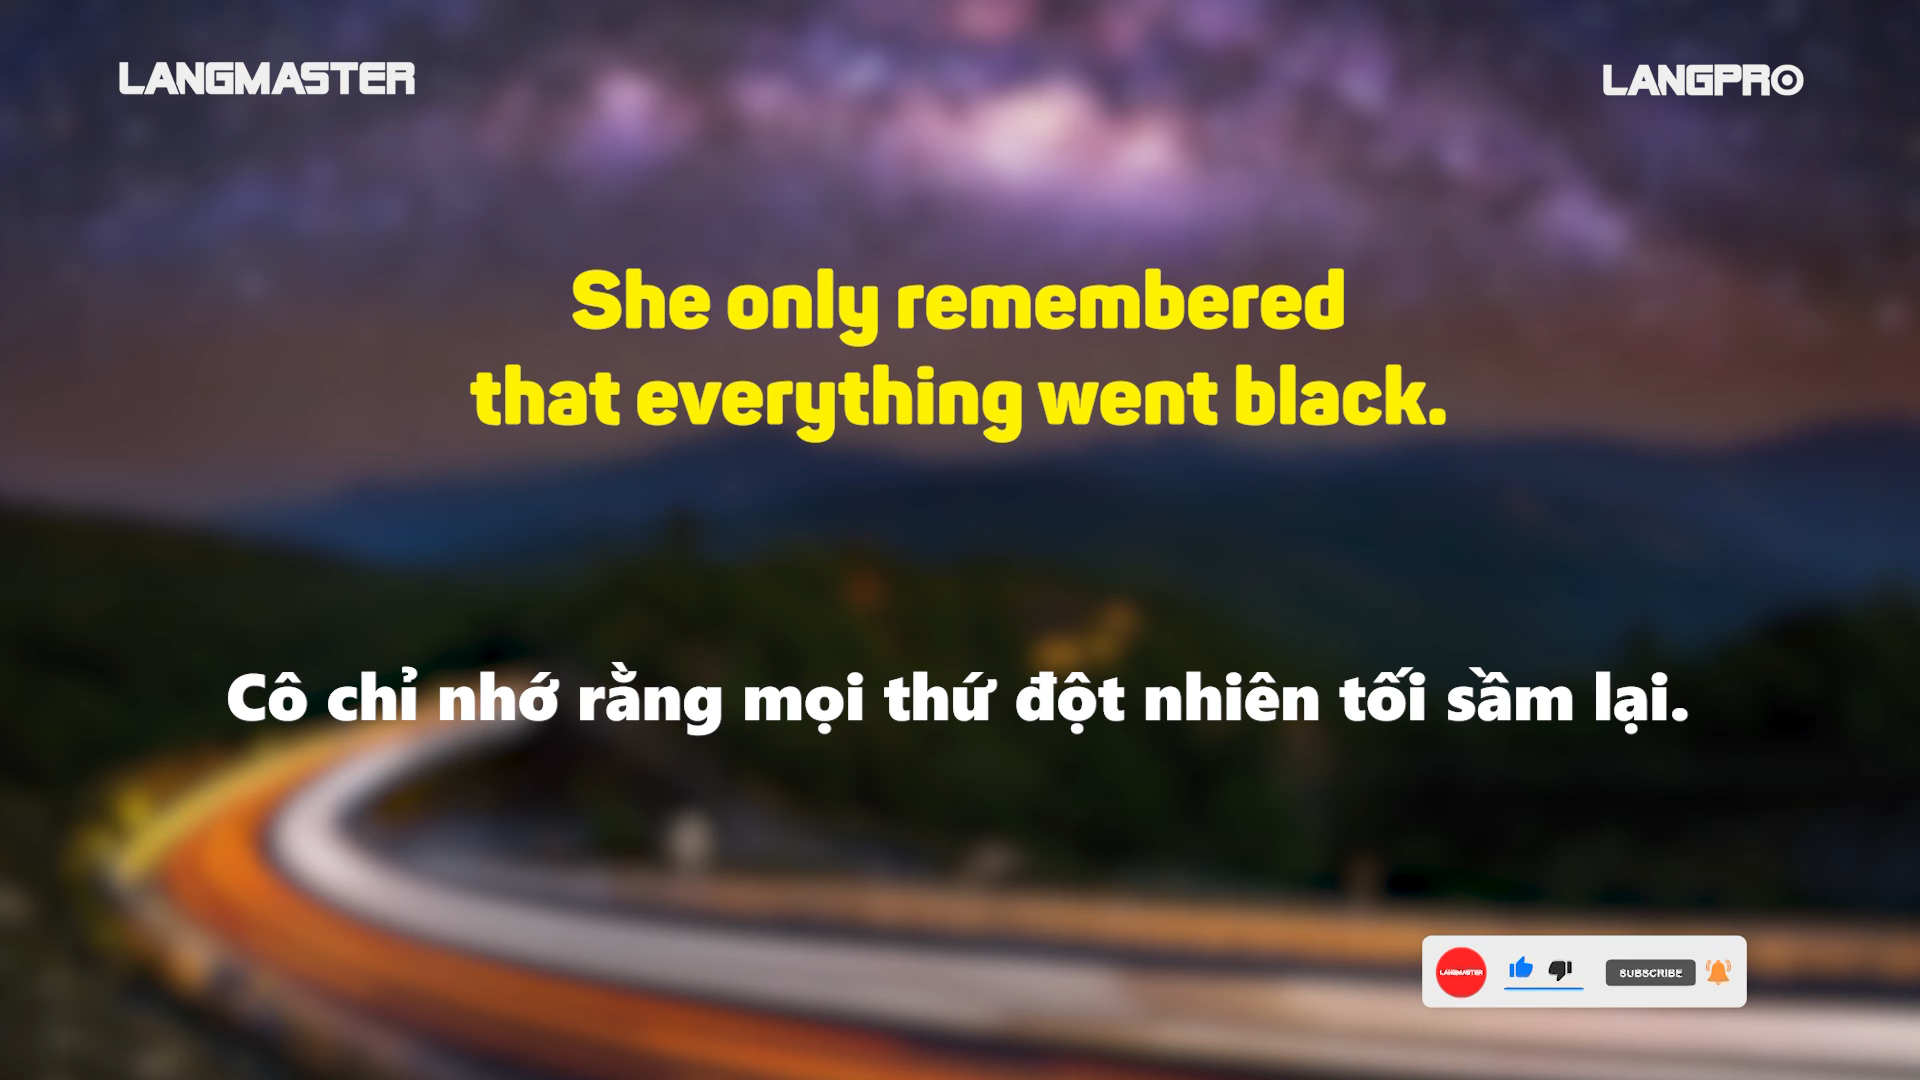 LANGMASTER
LANGPRO
She only remembered
that everything went black.
Cô chỉ nhớ rằng mọi thứ đột nhiên tối sầm lại.
LANGMASTER
SUBSCRIBE